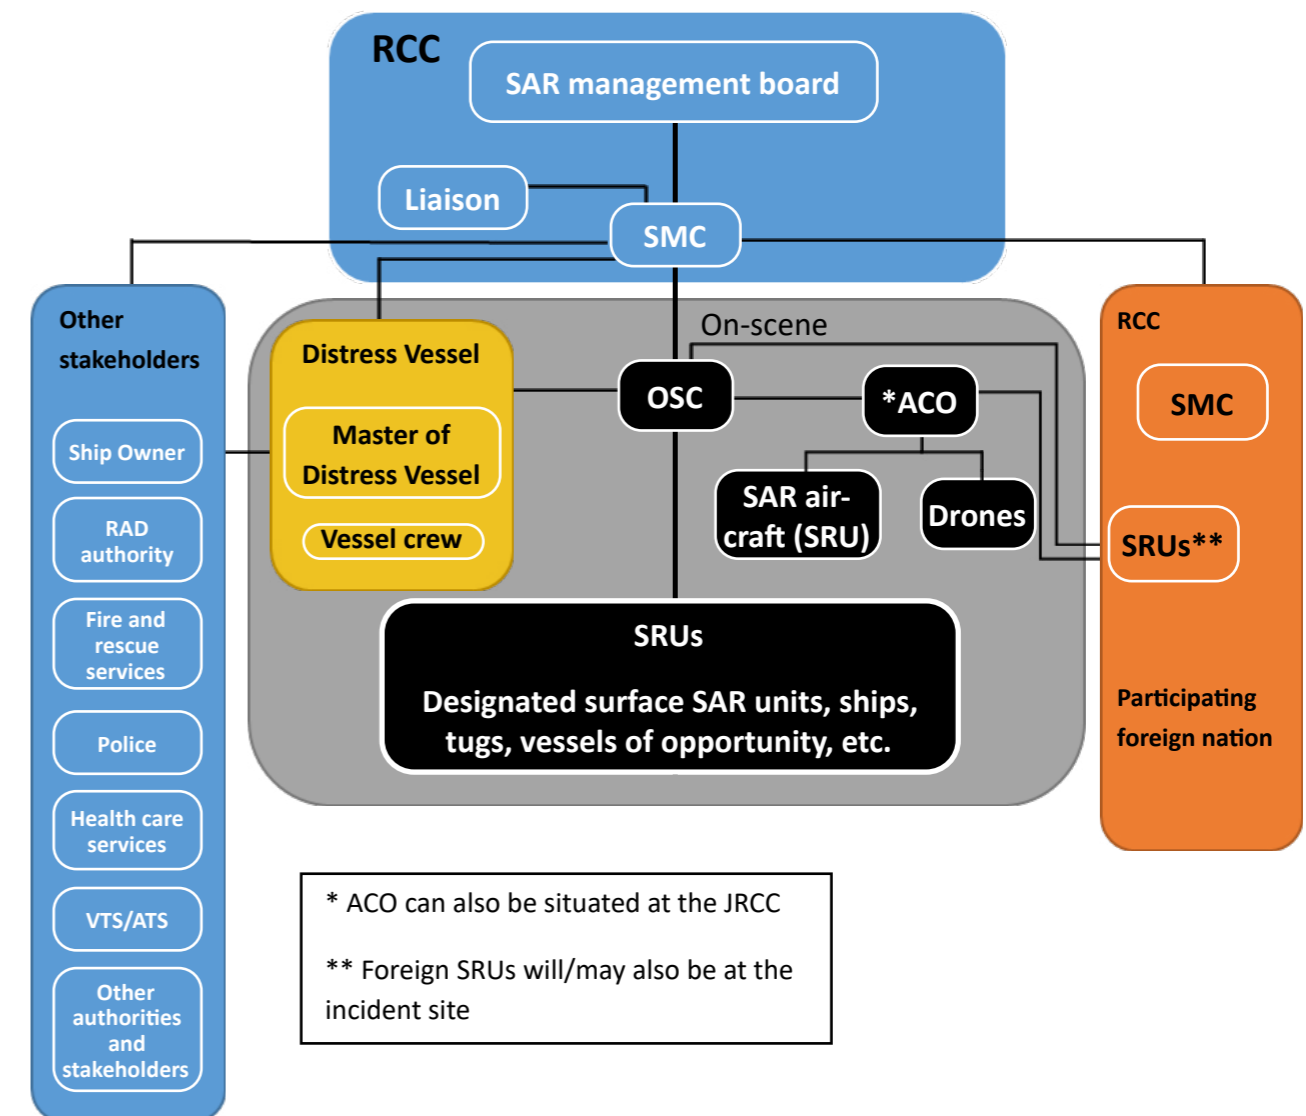 RCC
SAR management board
Liaison
SMC
Other
stakeholders
Ship Owner
RAD
authority
Fire and
rescue
services
Police
Health care
services
VTS/ATS
Other
authorities
and
stakeholders
On-scene
Distress Vessel
Master of
Distress Vessel
Vessel crew
OSC
*ACO
SAR air-
craft (SRU)
Drones
SRUs
Designated surface SAR units, ships,
tugs, vessels of opportunity, etc.
RCC
SMC
SRUs**
Participating
foreign nation
* ACO can also be situated at the JRCC
** Foreign SRUs will/may also be at the
incident site